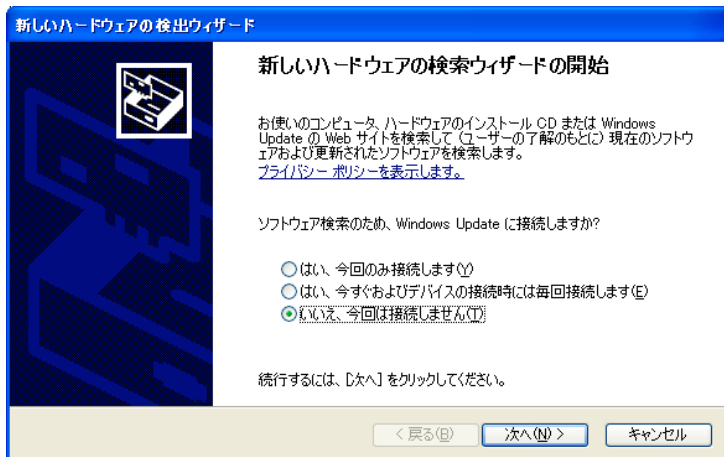 新しいハードウェアの検出ウィザード
新しいハードウェアの検索ウィザードの開始
お使いのコンピュータ、ハードウェアのインストール CD または Windows
Update の Web サイトを検索して (ユーザーの了解のもとに) 現在のソフトウ
ェアおよび更新されたソフトウェアを検索します。
プライバシー ポリシーを表示します。
ソフトウェア検索のため、Windows Update に接続しますか?
はい、今回のみ接続します(Y)
はい、今すぐおよびデバイスの接続時には毎回接続します(E)
いいえ、今回は接続しません(T)
続行するには、[次へ] をクリックしてください。
< 戻る(B)
次へ(N) >
キャンセル